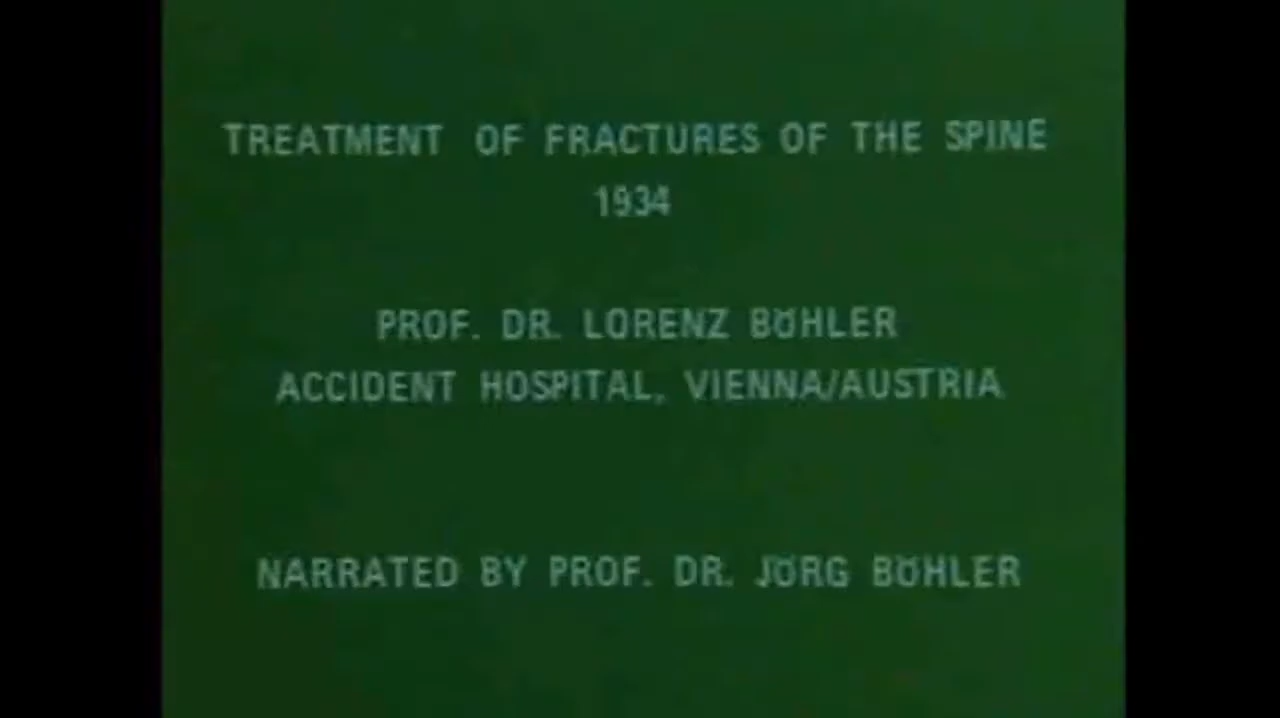 TREATMENT OF FRACTURES OF THE SPINE
1934
PROF. DR. LORENZ BÖHLER
ACCIDENT HOSPITAL, VIENNA/AUSTRIA
NARRATED BY PROF. DR. JÖRG BÖHLER